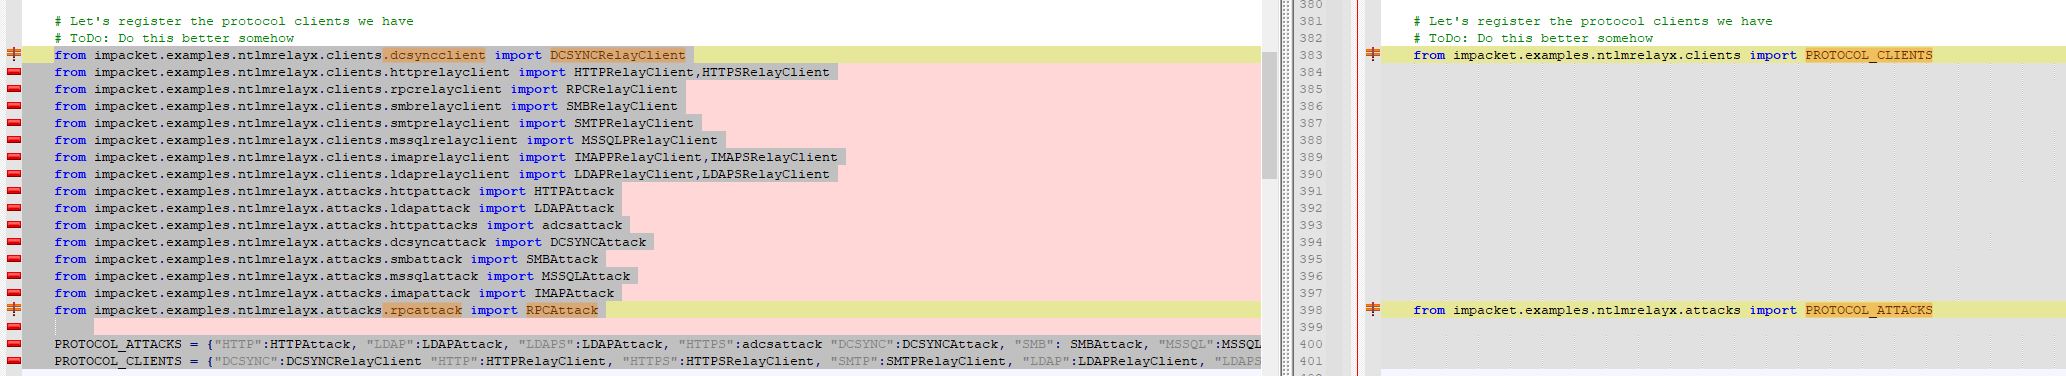 # Let's register the protocol clients we have
# ToDo: Do this better somehow
from impacket.examples.ntlmrelayx.clients.dcsyncclient import DCSYNCRelayClient
from impacket.examples.ntlmrelayx.clients.httprelayclient import HTTPRelayClient,HTTPSRelayClient
from impacket.examples.ntlmrelayx.clients.rpcrelayclient import RPCRelayClient
from impacket.examples.ntlmrelayx.clients.smbrelayclient import SMBRelayClient
from impacket.examples.ntlmrelayx.clients.smtprelayclient import SMTPRelayClient
from impacket.examples.ntlmrelayx.clients.mssqlrelayclient import MSSQLPRelayClient
from impacket.examples.ntlmrelayx.clients.imaprelayclient import IMAPPRelayClient,IMAPSRelayClient
from impacket.examples.ntlmrelayx.clients.ldaprelayclient import LDAPRelayClient,LDAPSRelayClient
from impacket.examples.ntlmrelayx.attacks.httpattack import HTTPAttack
from impacket.examples.ntlmrelayx.attacks.ldapattack import LDAPAttack
from impacket.examples.ntlmrelayx.attacks.httpattacks import adcsattack
from impacket.examples.ntlmrelayx.attacks.dcsyncattack import DCSYNCAttack
from impacket.examples.ntlmrelayx.attacks.smbattack import SMBAttack
from impacket.examples.ntlmrelayx.attacks.mssqlattack import MSSQLAttack
from impacket.examples.ntlmrelayx.attacks.imapattack import IMAPAttack
from impacket.examples.ntlmrelayx.attacks.rpcattack import RPCAttack
PROTOCOL_ATTACKS = {"HTTP":HTTPAttack, "LDAP":LDAPAttack, "LDAPS":LDAPAttack, "HTTPS":adcsattack "DCSYNC":DCSYNCAttack, "SMB": SMBAttack, "MSSQL":MSSQL
PROTOCOL_CLIENTS = {"DCSYNC":DCSYNCRelayClient "HTTP":HTTPRelayClient, "HTTPS":HTTPSRelayClient, "SMTP":SMTPRelayClient, "LDAP":LDAPRelayClient, "LDAPS
380
381 # Let's register the protocol clients we have
382 # ToDo: Do this better somehow
383 from impacket.examples.ntlmrelayx.clients import PROTOCOL_CLIENTS
384
385
386
387
388
389
390
391
392
393
394
395
396
397
398 from impacket.examples.ntlmrelayx.attacks import PROTOCOL_ATTACKS
399
400
401